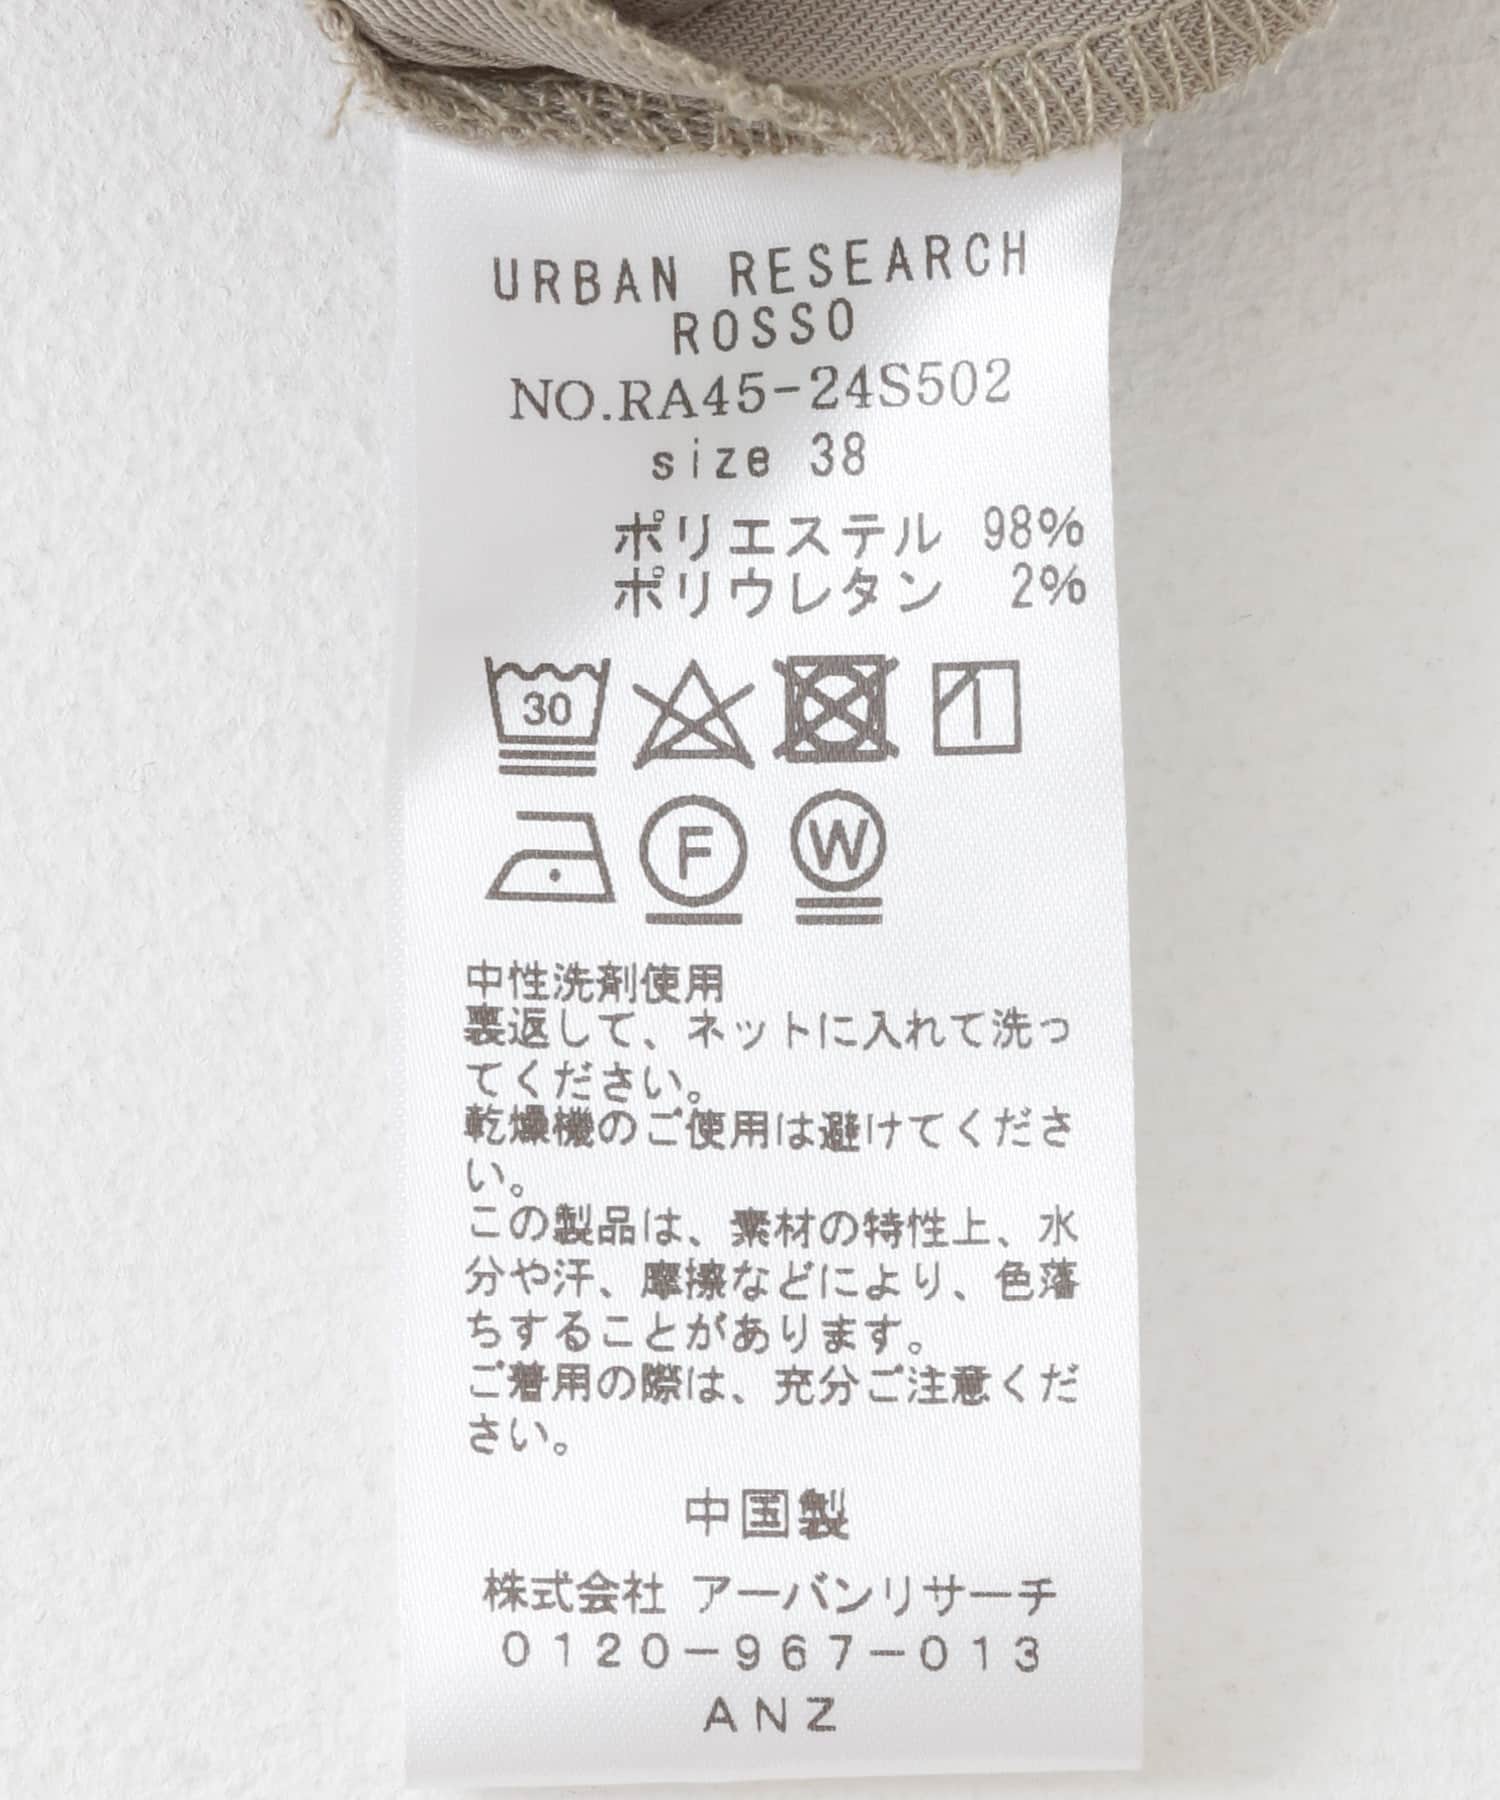 URBAN RESEARCH
ROSSO
NO.RA45-24S502
size 38
ポリエステル 98%
ポリウレタン 2%
30
F
W
中性洗剤使用
裏返して、ネットに入れて洗っ
てください。
乾燥機のご使用は避けてくださ
い。
この製品は、素材の特性上、水
分や汗、摩擦などにより、色落
ちすることがあります。
ご着用の際は、充分ご注意くだ
さい。
中国製
株式会社 アーバンリサーチ
0120-967-013
ANZ